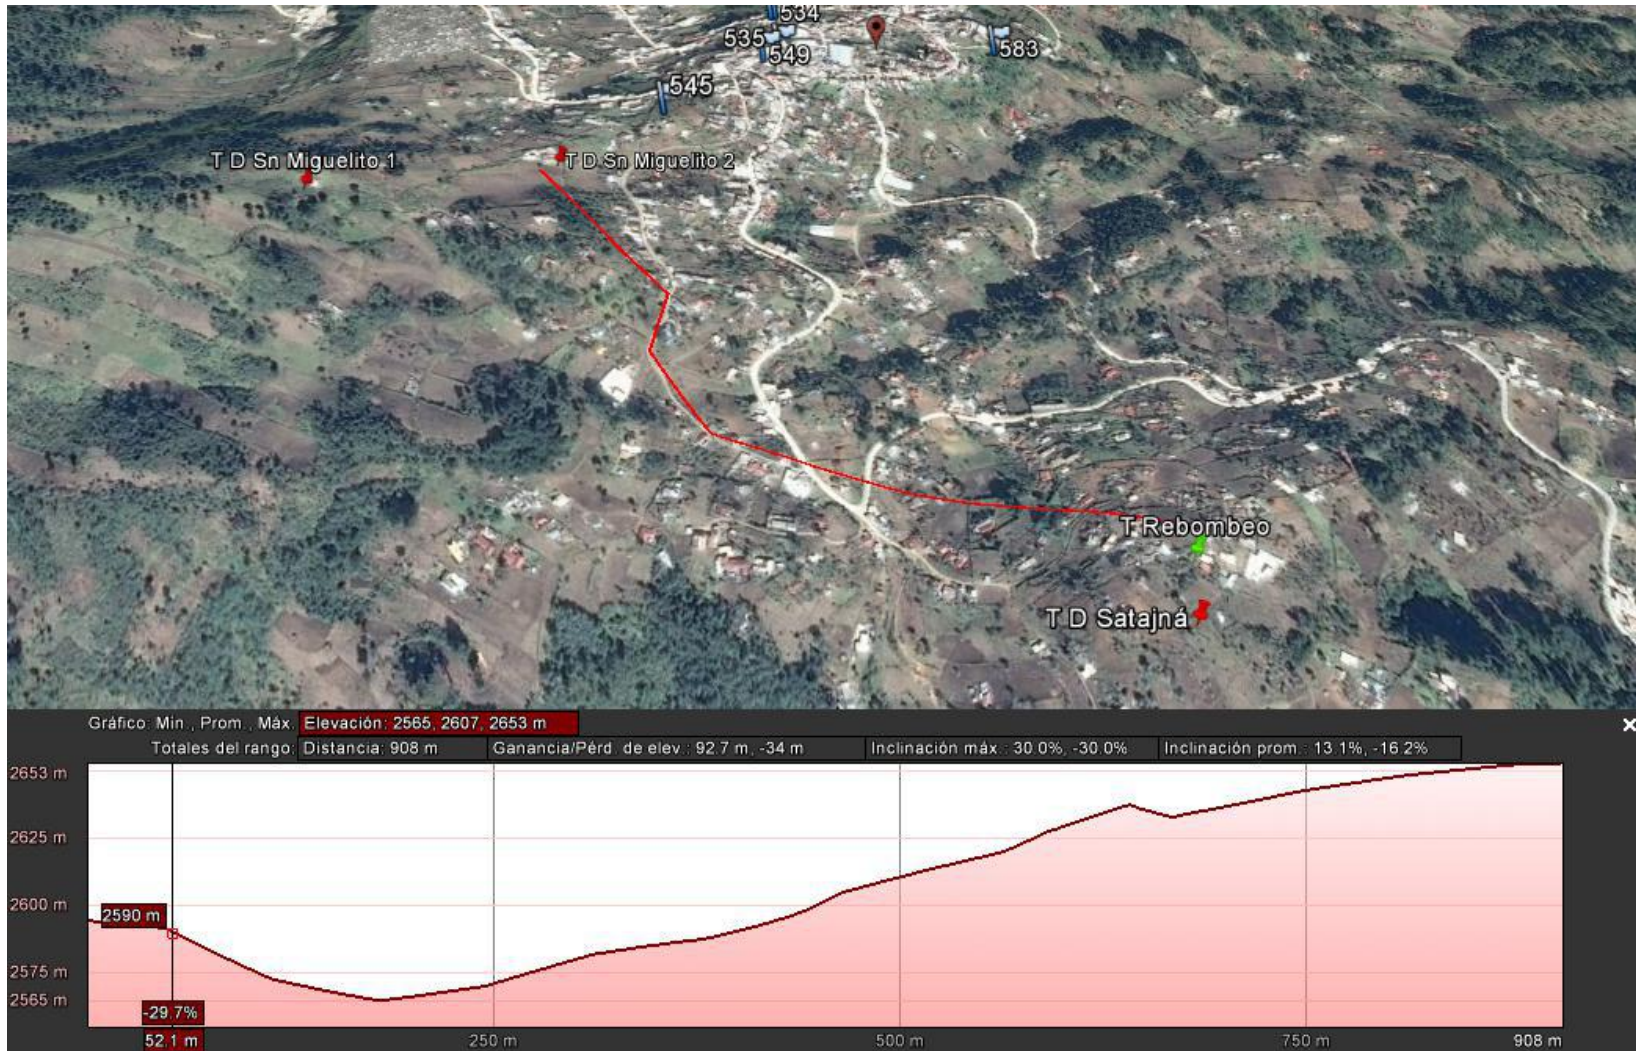 534
535
549
583
545
T D Sn Miguelito 1
T D Sn Miguelito 2
T Rebombeo
T D Satajná
Gráfico: Min., Prom., Máx. Elevación: 2565, 2607, 2653 m
Totales del rango: Distancia: 908 m Ganancia/Pérd. de elev.: 92.7 m, -34 m Inclinación máx.: 30.0%, -30.0% Inclinación prom.: 13.1%, -16.2%
2653 m
2625 m
2600 m
2590 m
2575 m
2565 m
-29.7%
52.1 m 250 m 500 m 750 m 908 m